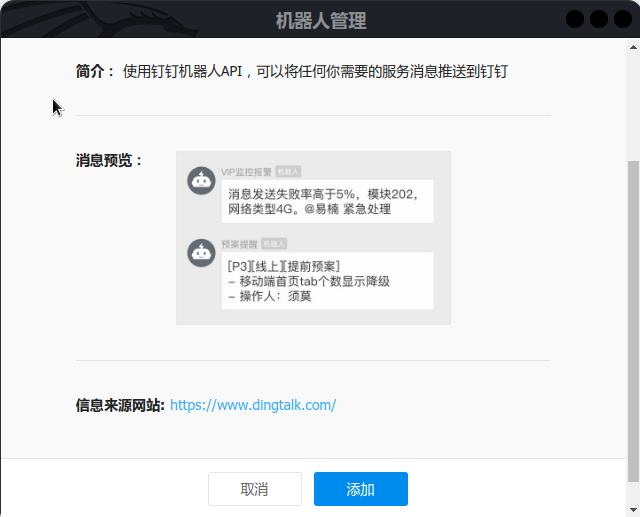 机器人管理
简介： 使用钉钉机器人API，可以将任何你需要的服务消息推送到钉钉
消息预览：
VIP监控报警 机器人
消息发送失败率高于5%，模块202，
网络类型4G。@易楠 紧急处理
预案提醒 机器人
[P3][线上][提前预案]
- 移动端首页tab个数显示降级
- 操作人：须莫
信息来源网站: https://www.dingtalk.com/
取消
添加